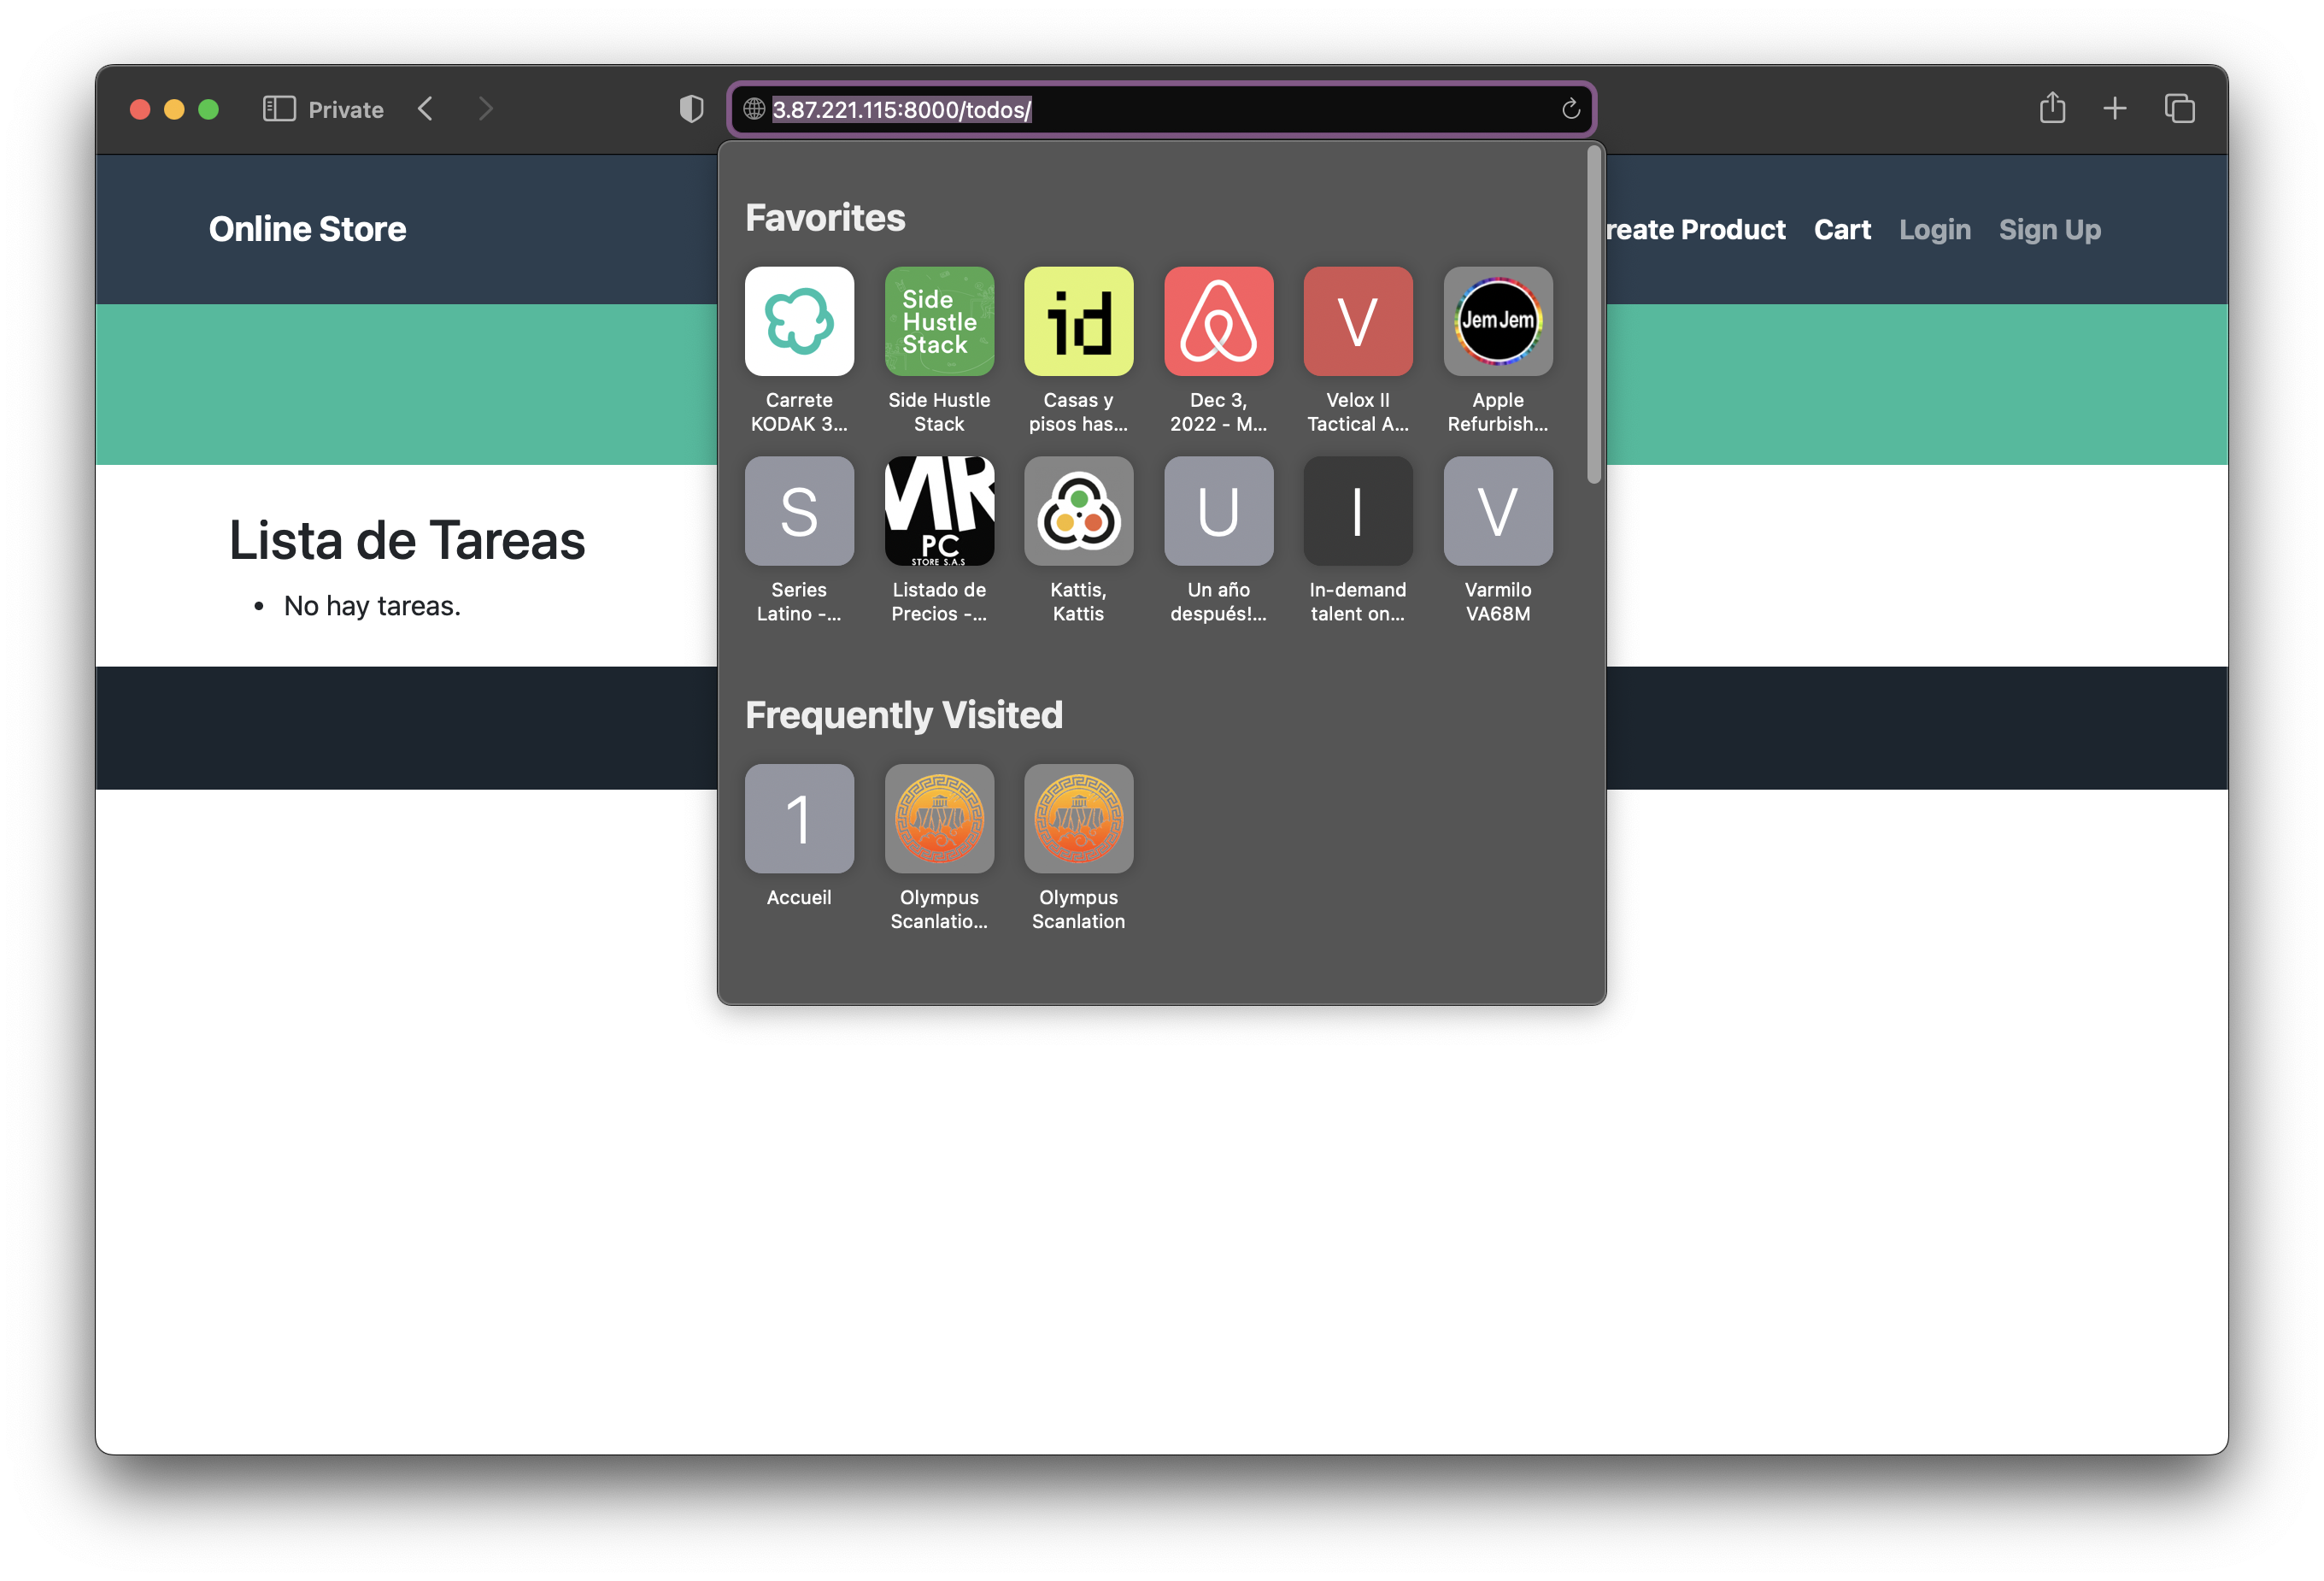 Private
3.87.221.115:8000/todos/
Online Store
reate Product Cart Login Sign Up
Favorites
Side
Hustle
Stack
id
V
JemJem
Carrete
KODAK 3...
Side Hustle
Stack
Casas y
pisos has...
Dec 3,
2022 - M...
Velox II
Tactical A...
Apple
Refurbish...
S
MR
PC
STORE S.A.S
U
I
V
Series
Latino -...
Listado de
Precios -...
Kattis,
Kattis
Un año
después!...
In-demand
talent on...
Varmilo
VA68M
Lista de Tareas
• No hay tareas.
Frequently Visited
1
Accueil
Olympus
Scanlatio...
Olympus
Scanlation